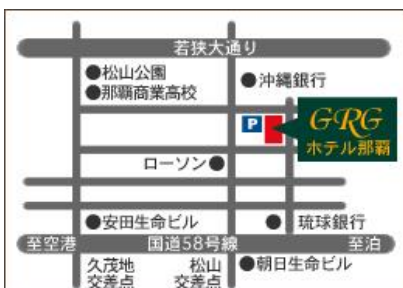 若狭大通り
●松山公園
●那覇商業高校
●沖縄銀行
P
GRG
ホテル那覇
ローソン●
●安田生命ビル
● 琉球銀行
至空港
国道58号線
至泊
久茂地
交差点
松山
交差点
●朝日生命ビル